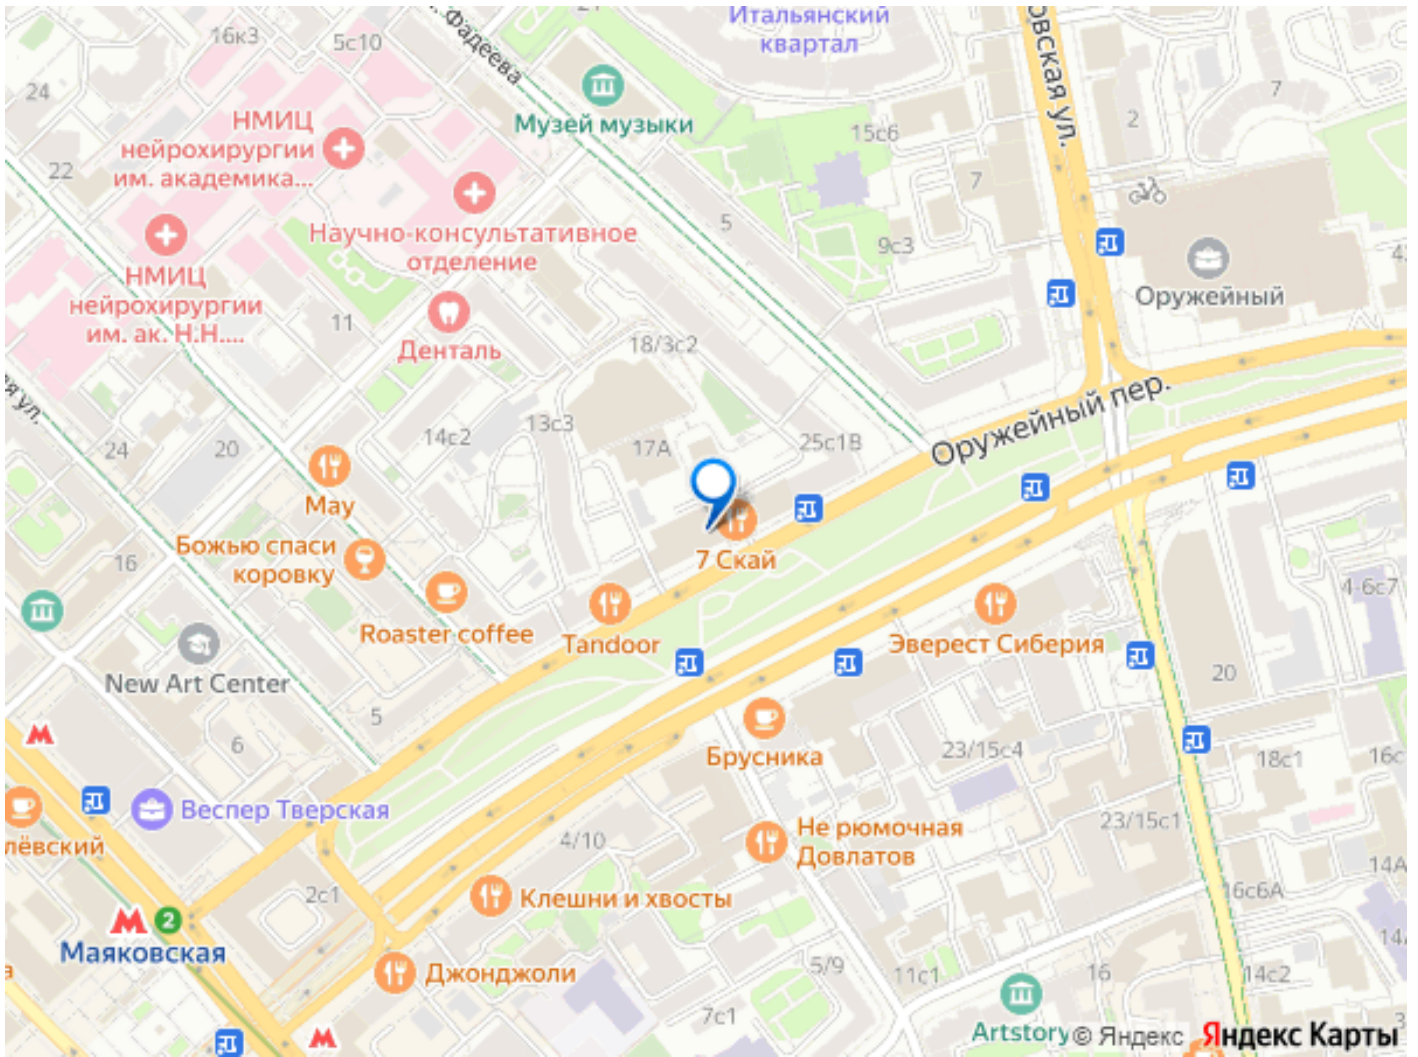 Итальянский
квартал
16к3
5с10
Фадеева
овская ул.
24
7
2
НМИЦ
нейрохирургии
им. академика...
Музей музыки
15с6
22
7
5
Научно-консультативное
отделение
9с3
НМИЦ
нейрохирургии
им. ак. Н.Н....
Оружейный
11
Денталь
18/3с2
Оружейный пер.
ул.
24
20
14с2
13с3
17А
25с1В
Мау
Божью спаси
коровку
16
7 Скай
4-6с7
Roaster coffee
Tandoor
Эверест Сиберия
New Art Center
20
5
6
Брусника
23/15с4
18с1
16с
Веспер Тверская
лёвский
4/10
Не рюмочная
Довлатов
23/15с1
14А
2с1
Клешни и хвосты
16с6А
2
Маяковская
Джонджоли
5/9
11с1
16
14с2
7с1
Artstory
© Яндекс
Яндекс Карты